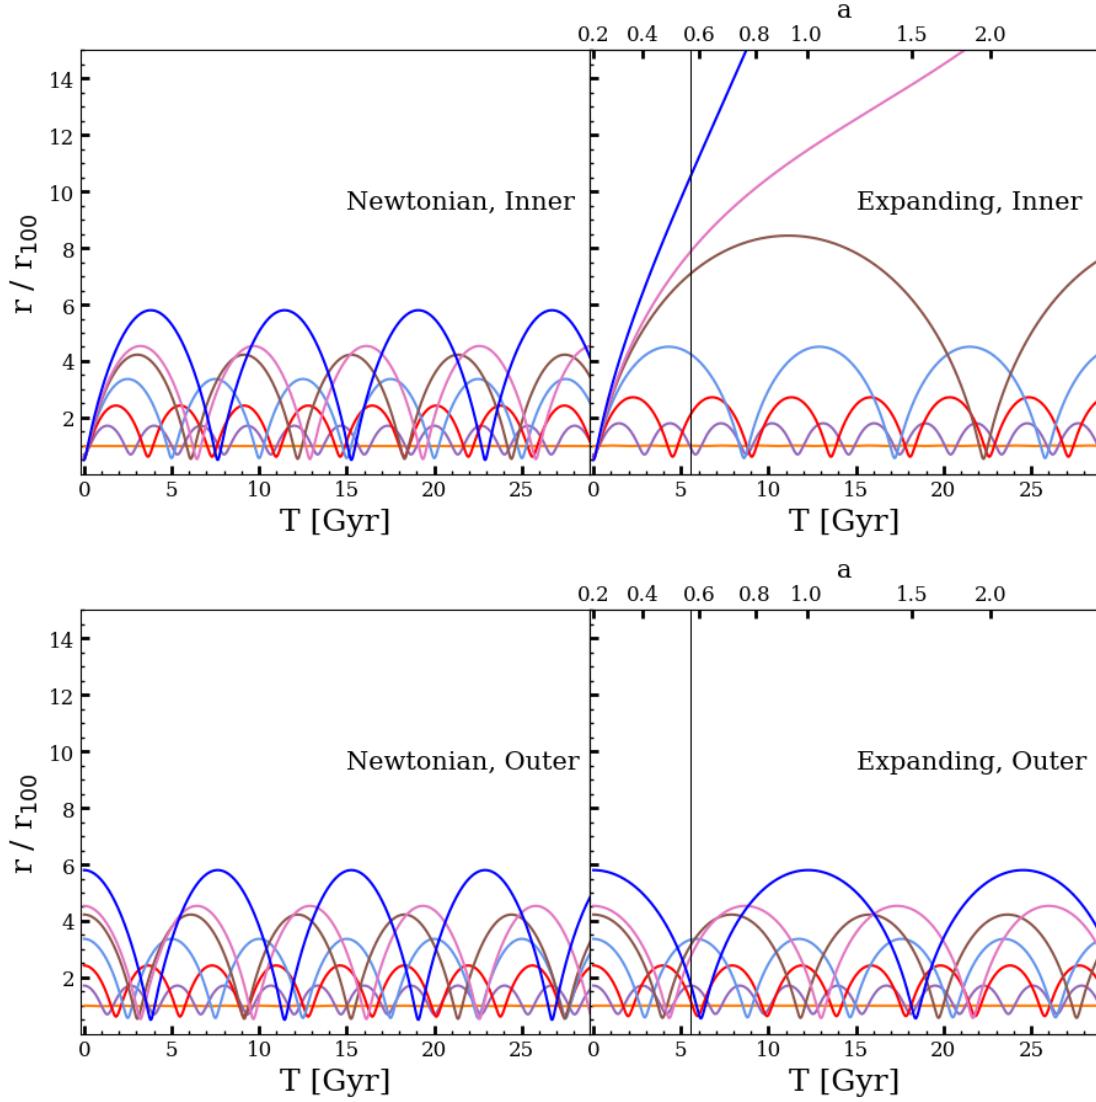 a
0.2 0.4 0.6 0.8 1.0 1.5 2.0
14
12
10
8
6
4
2
r / r100
Newtonian, Inner
Expanding, Inner
0 5 10 15 20 25
0 5 10 15 20 25
T [Gyr]
T [Gyr]
a
0.2 0.4 0.6 0.8 1.0 1.5 2.0
14
12
10
8
6
4
2
r / r100
Newtonian, Outer
Expanding, Outer
0 5 10 15 20 25
0 5 10 15 20 25
T [Gyr]
T [Gyr]